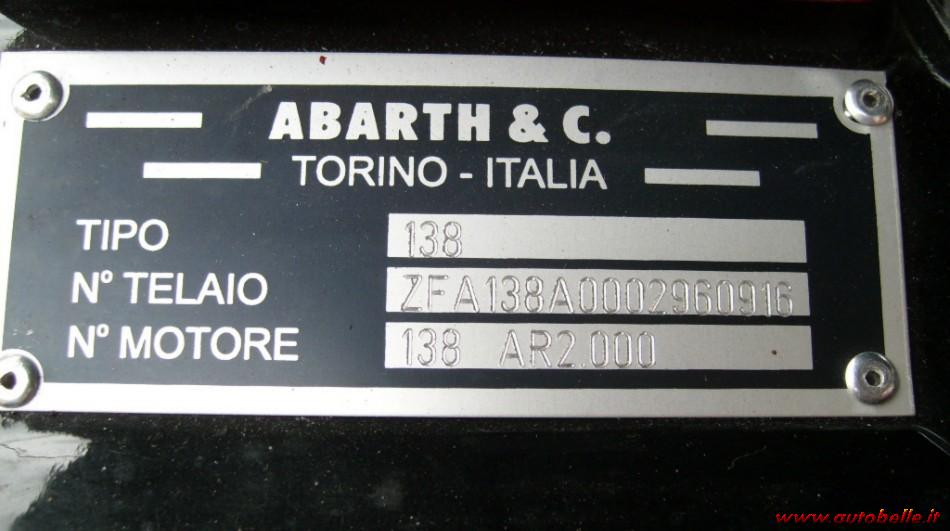 ABARTH & C.
TORINO - ITALIA
TIPO 138
N° TELAIO ZFA138A0002960916
N° MOTORE 138 AR2.000
www.autobelle.it